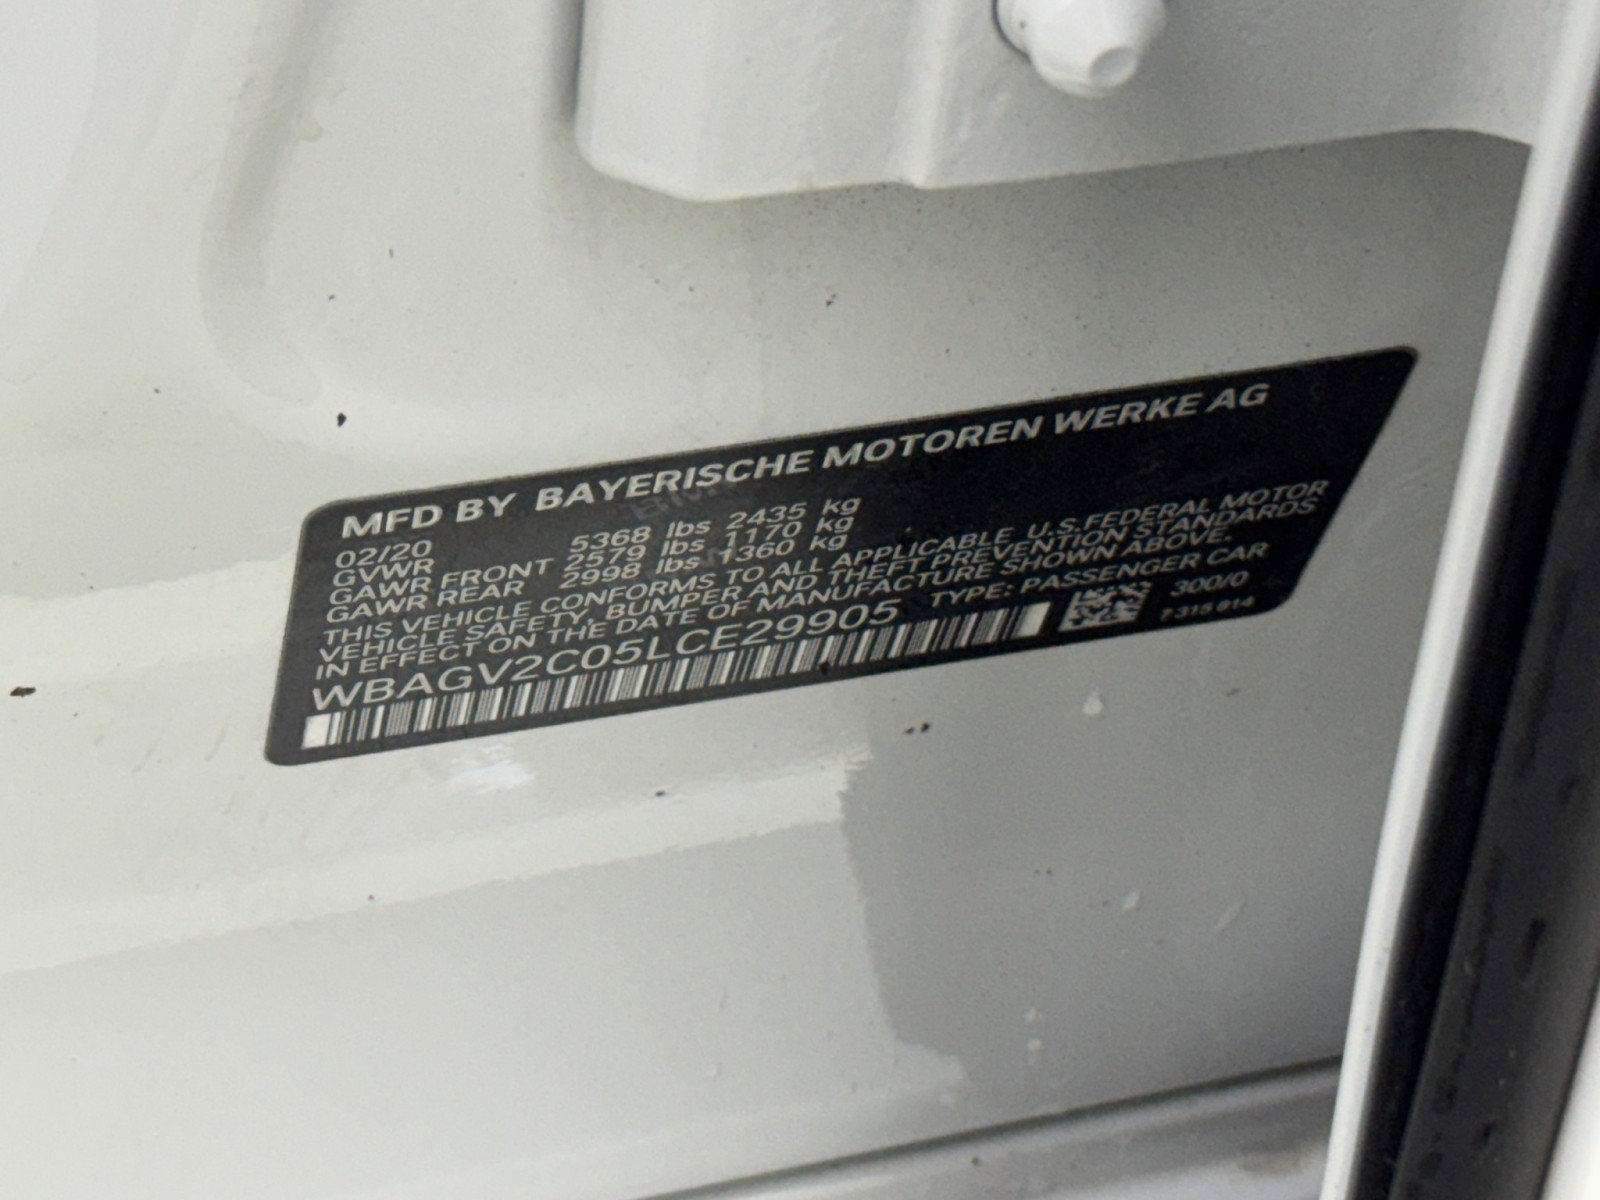 MFD BY BAYERISCHE MOTOREN WERKE AG
02/20
GVWR 5368 lbs 2435 kg
GAWR FRONT 2579 lbs 1170 kg
GAWR REAR 2998 lbs 1360 kg
THIS VEHICLE CONFORMS TO ALL APPLICABLE U.S. FEDERAL MOTOR
VEHICLE SAFETY, BUMPER AND THEFT PREVENTION STANDARDS
IN EFFECT ON THE DATE OF MANUFACTURE SHOWN ABOVE.
WBAGV2C05LCE29905 TYPE: PASSENGER CAR
300/0
7 315 914